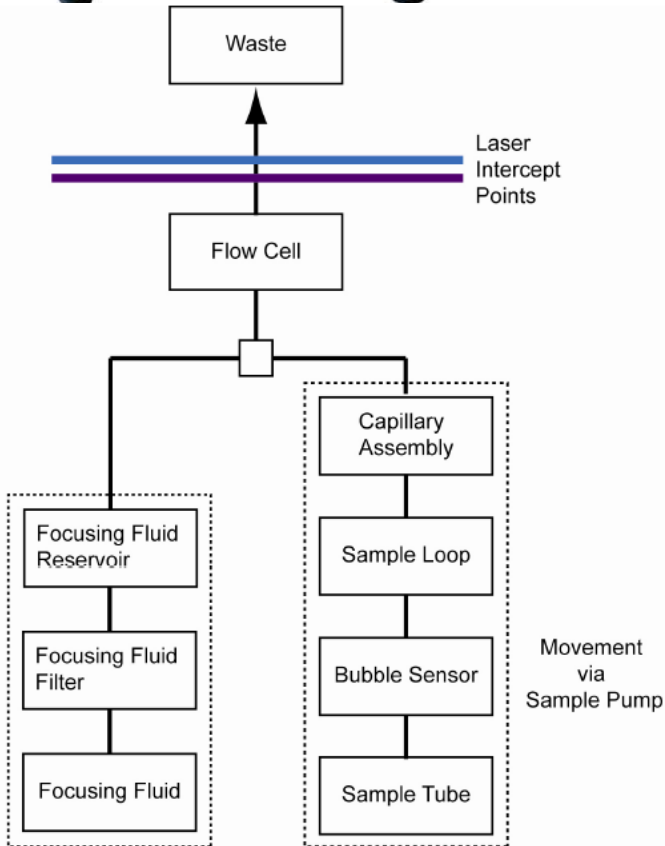 Waste
Laser
Intercept
Points
Flow Cell
Capillary
Assembly
Focusing Fluid
Reservoir
Sample Loop
Focusing Fluid
Filter
Bubble Sensor
Movement
via
Sample Pump
Focusing Fluid
Sample Tube